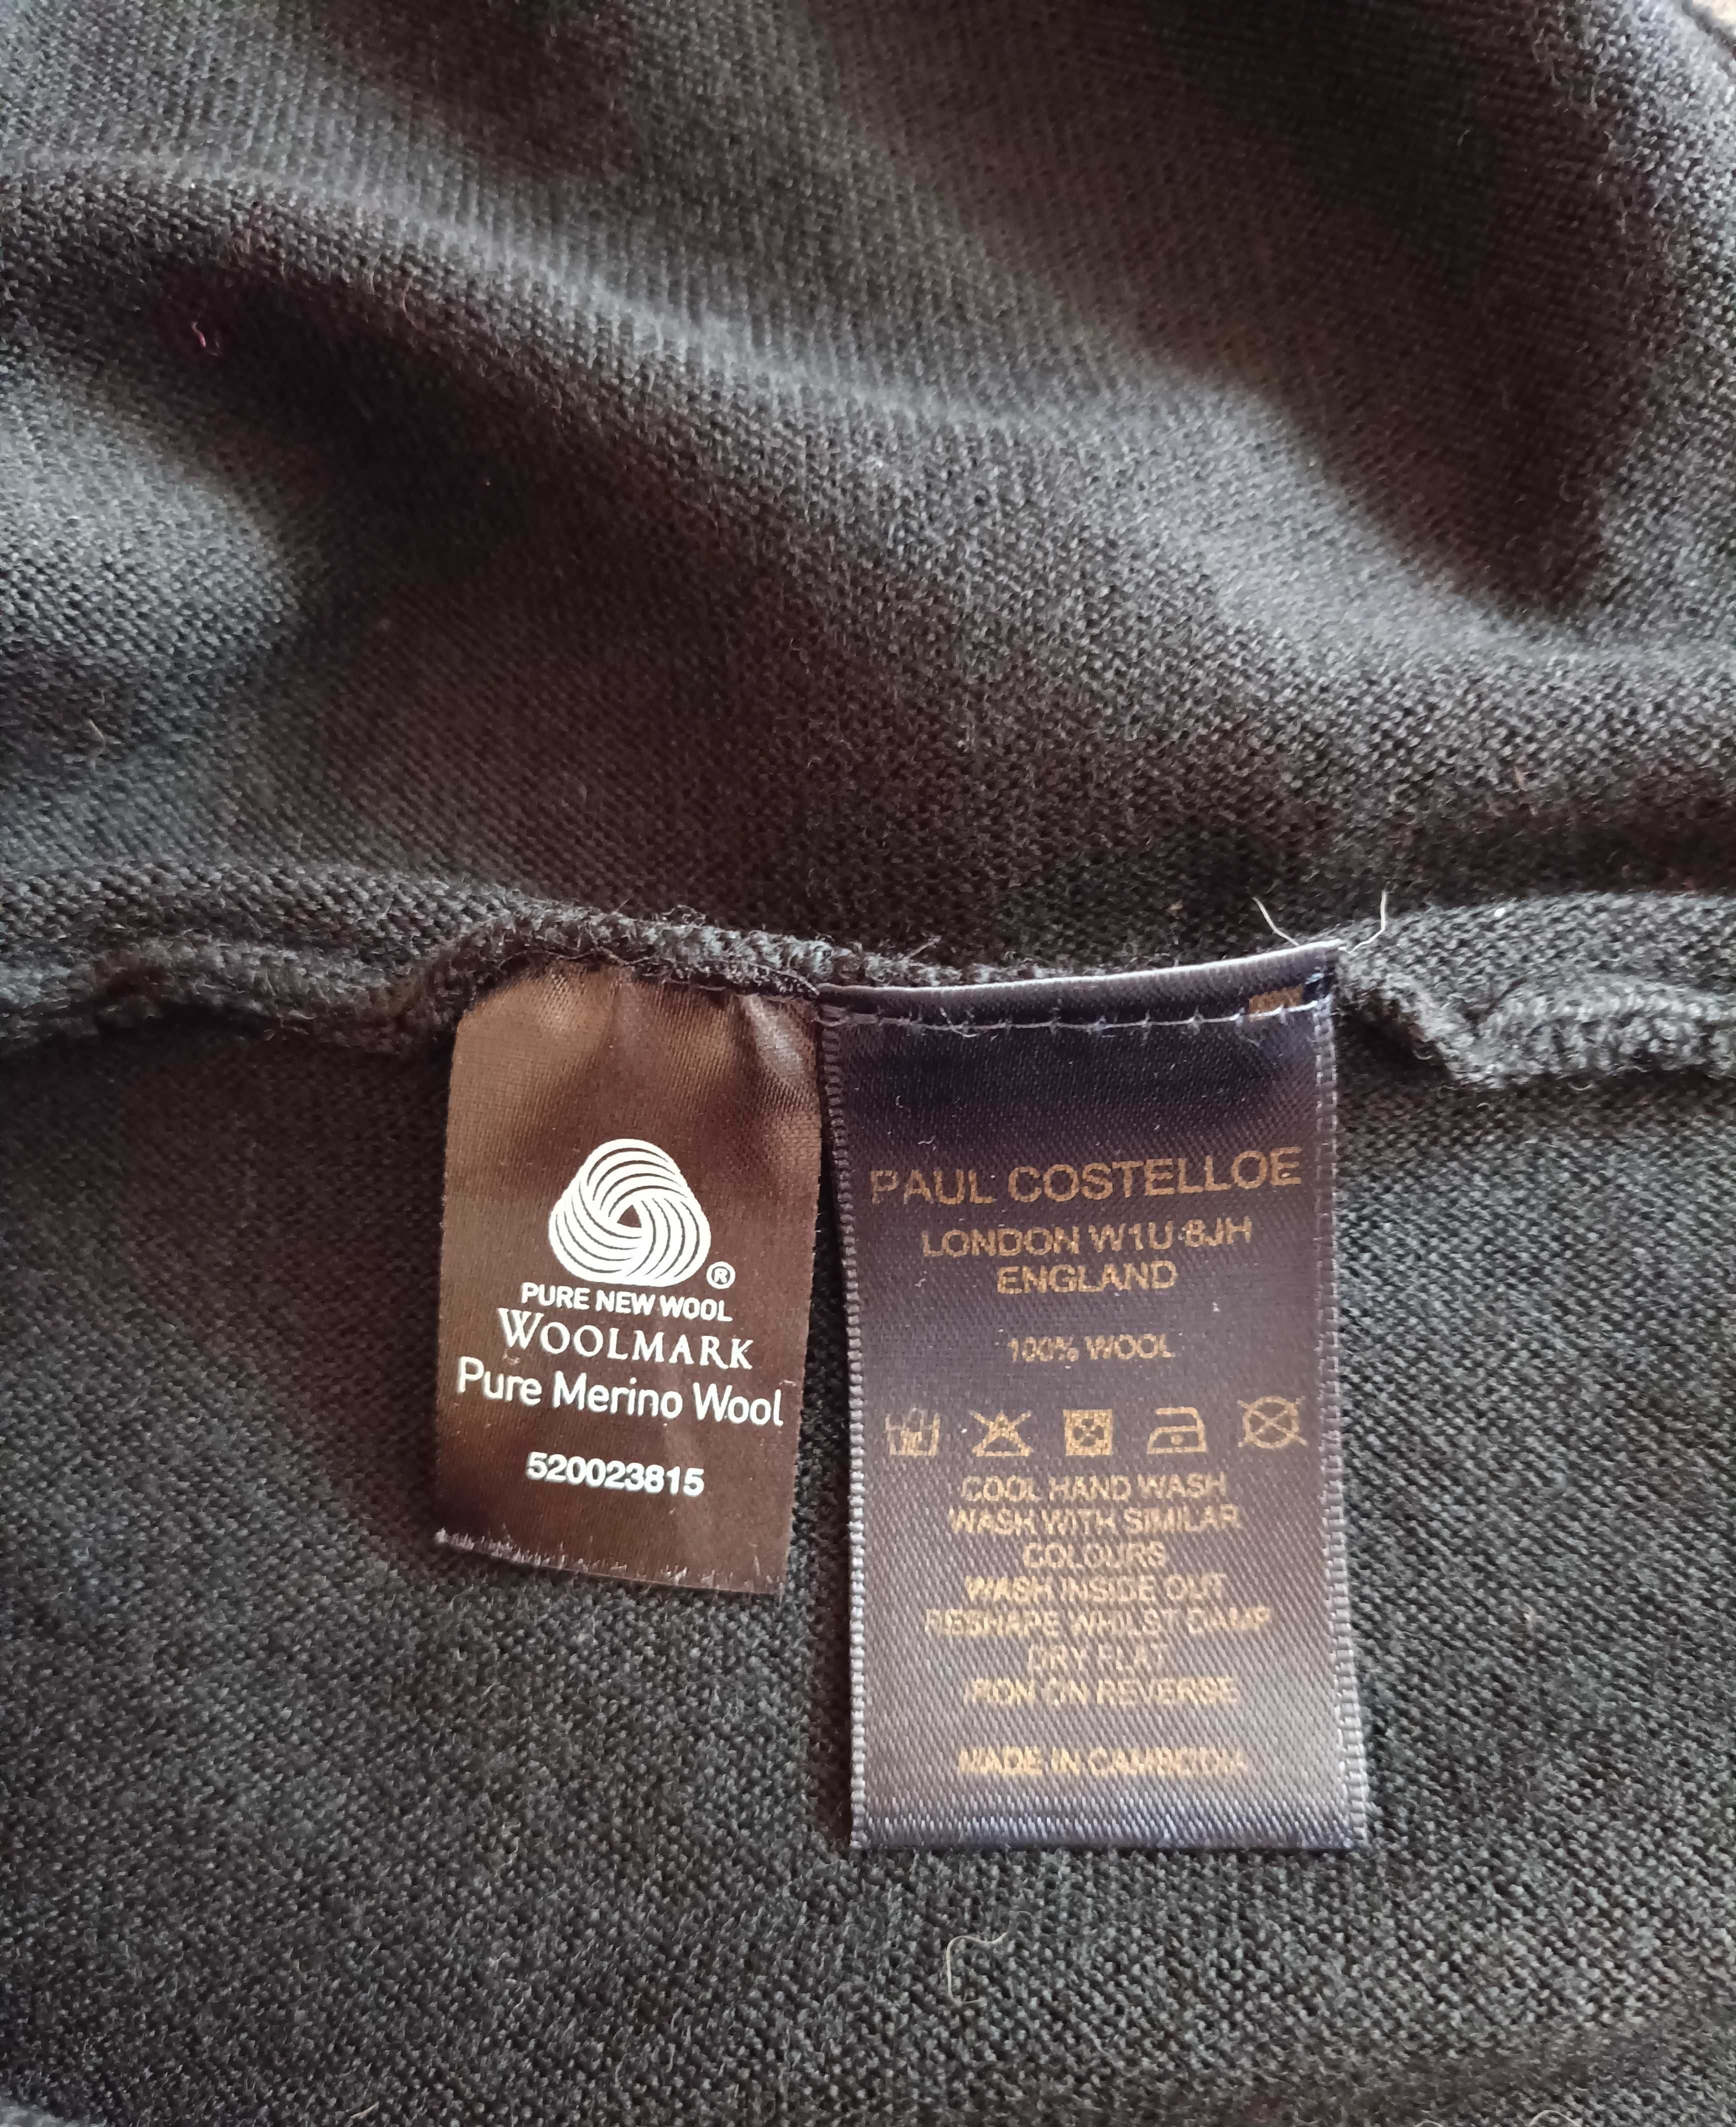 ®
PURE NEW WOOL
WOOLMARK
Pure Merino Wool
520023815
PAUL COSTELLOE
LONDON W1U 8JH
ENGLAND
100% WOOL
COOL HAND WASH
WASH WITH SIMILAR
COLOURS
WASH INSIDE OUT
RESHAPE WHILST DAMP
DRY FLAT
IRON ON REVERSE
MADE IN CAMBODIA